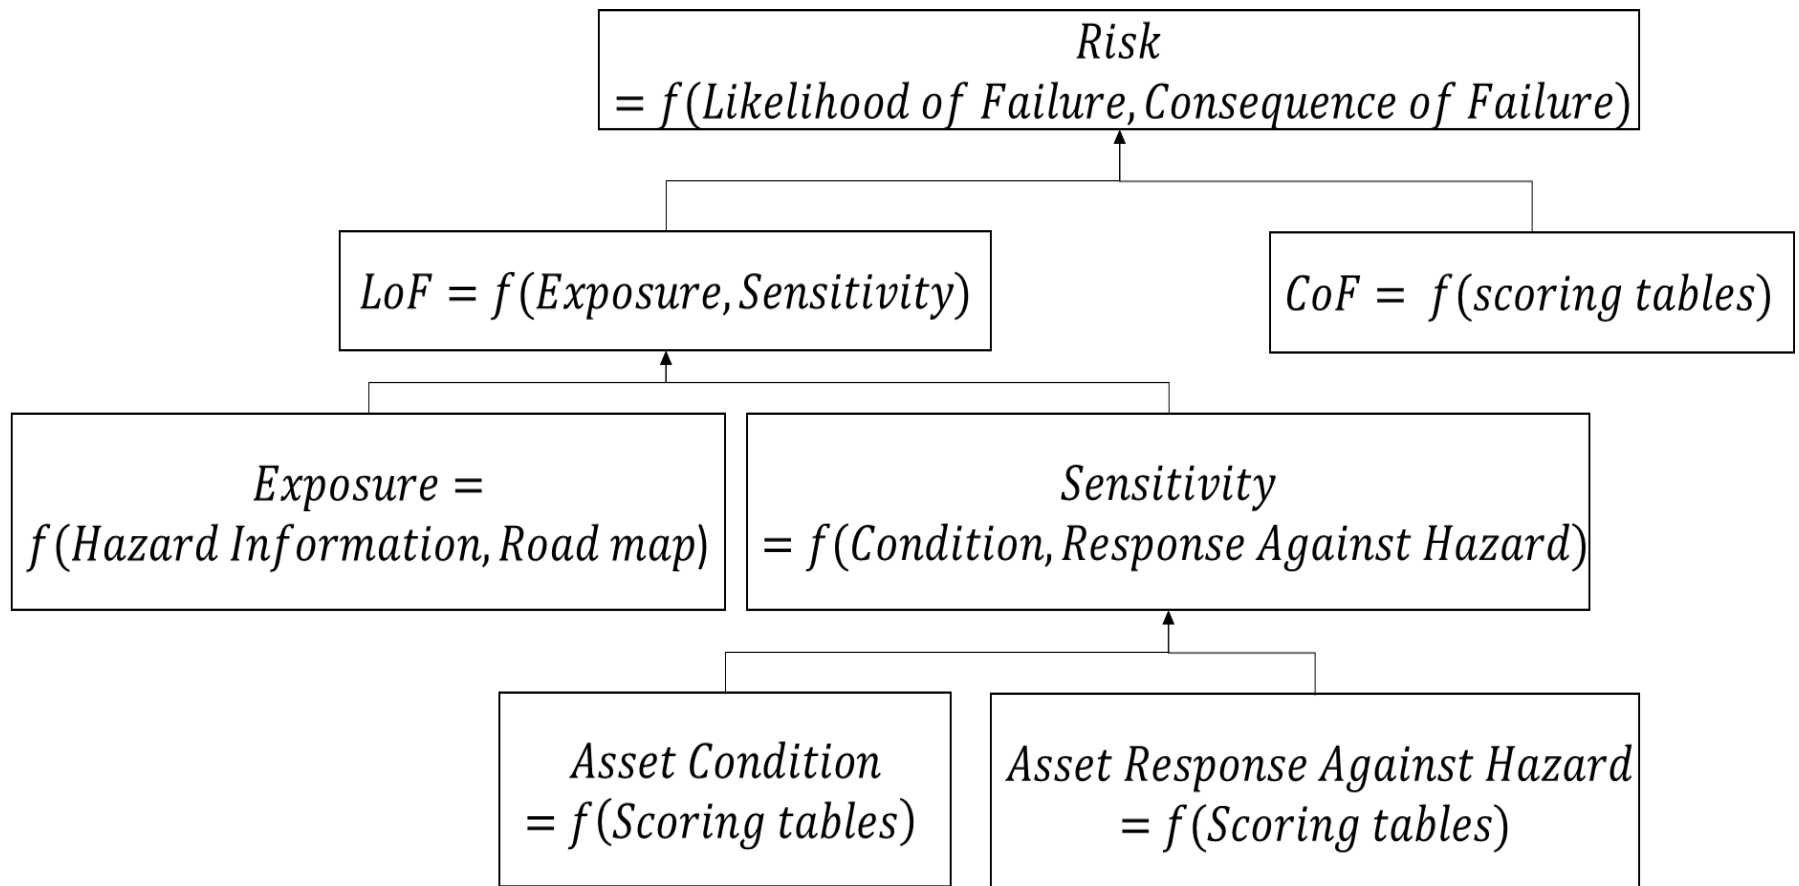 Risk
= f(Likelihood of Failure, Consequence of Failure)
LoF = f(Exposure, Sensitivity)
CoF = f(scoring tables)
Exposure =
f(Hazard Information, Road map)
Sensitivity
= f(Condition, Response Against Hazard)
Asset Condition
= f(Scoring tables)
Asset Response Against Hazard
= f(Scoring tables)